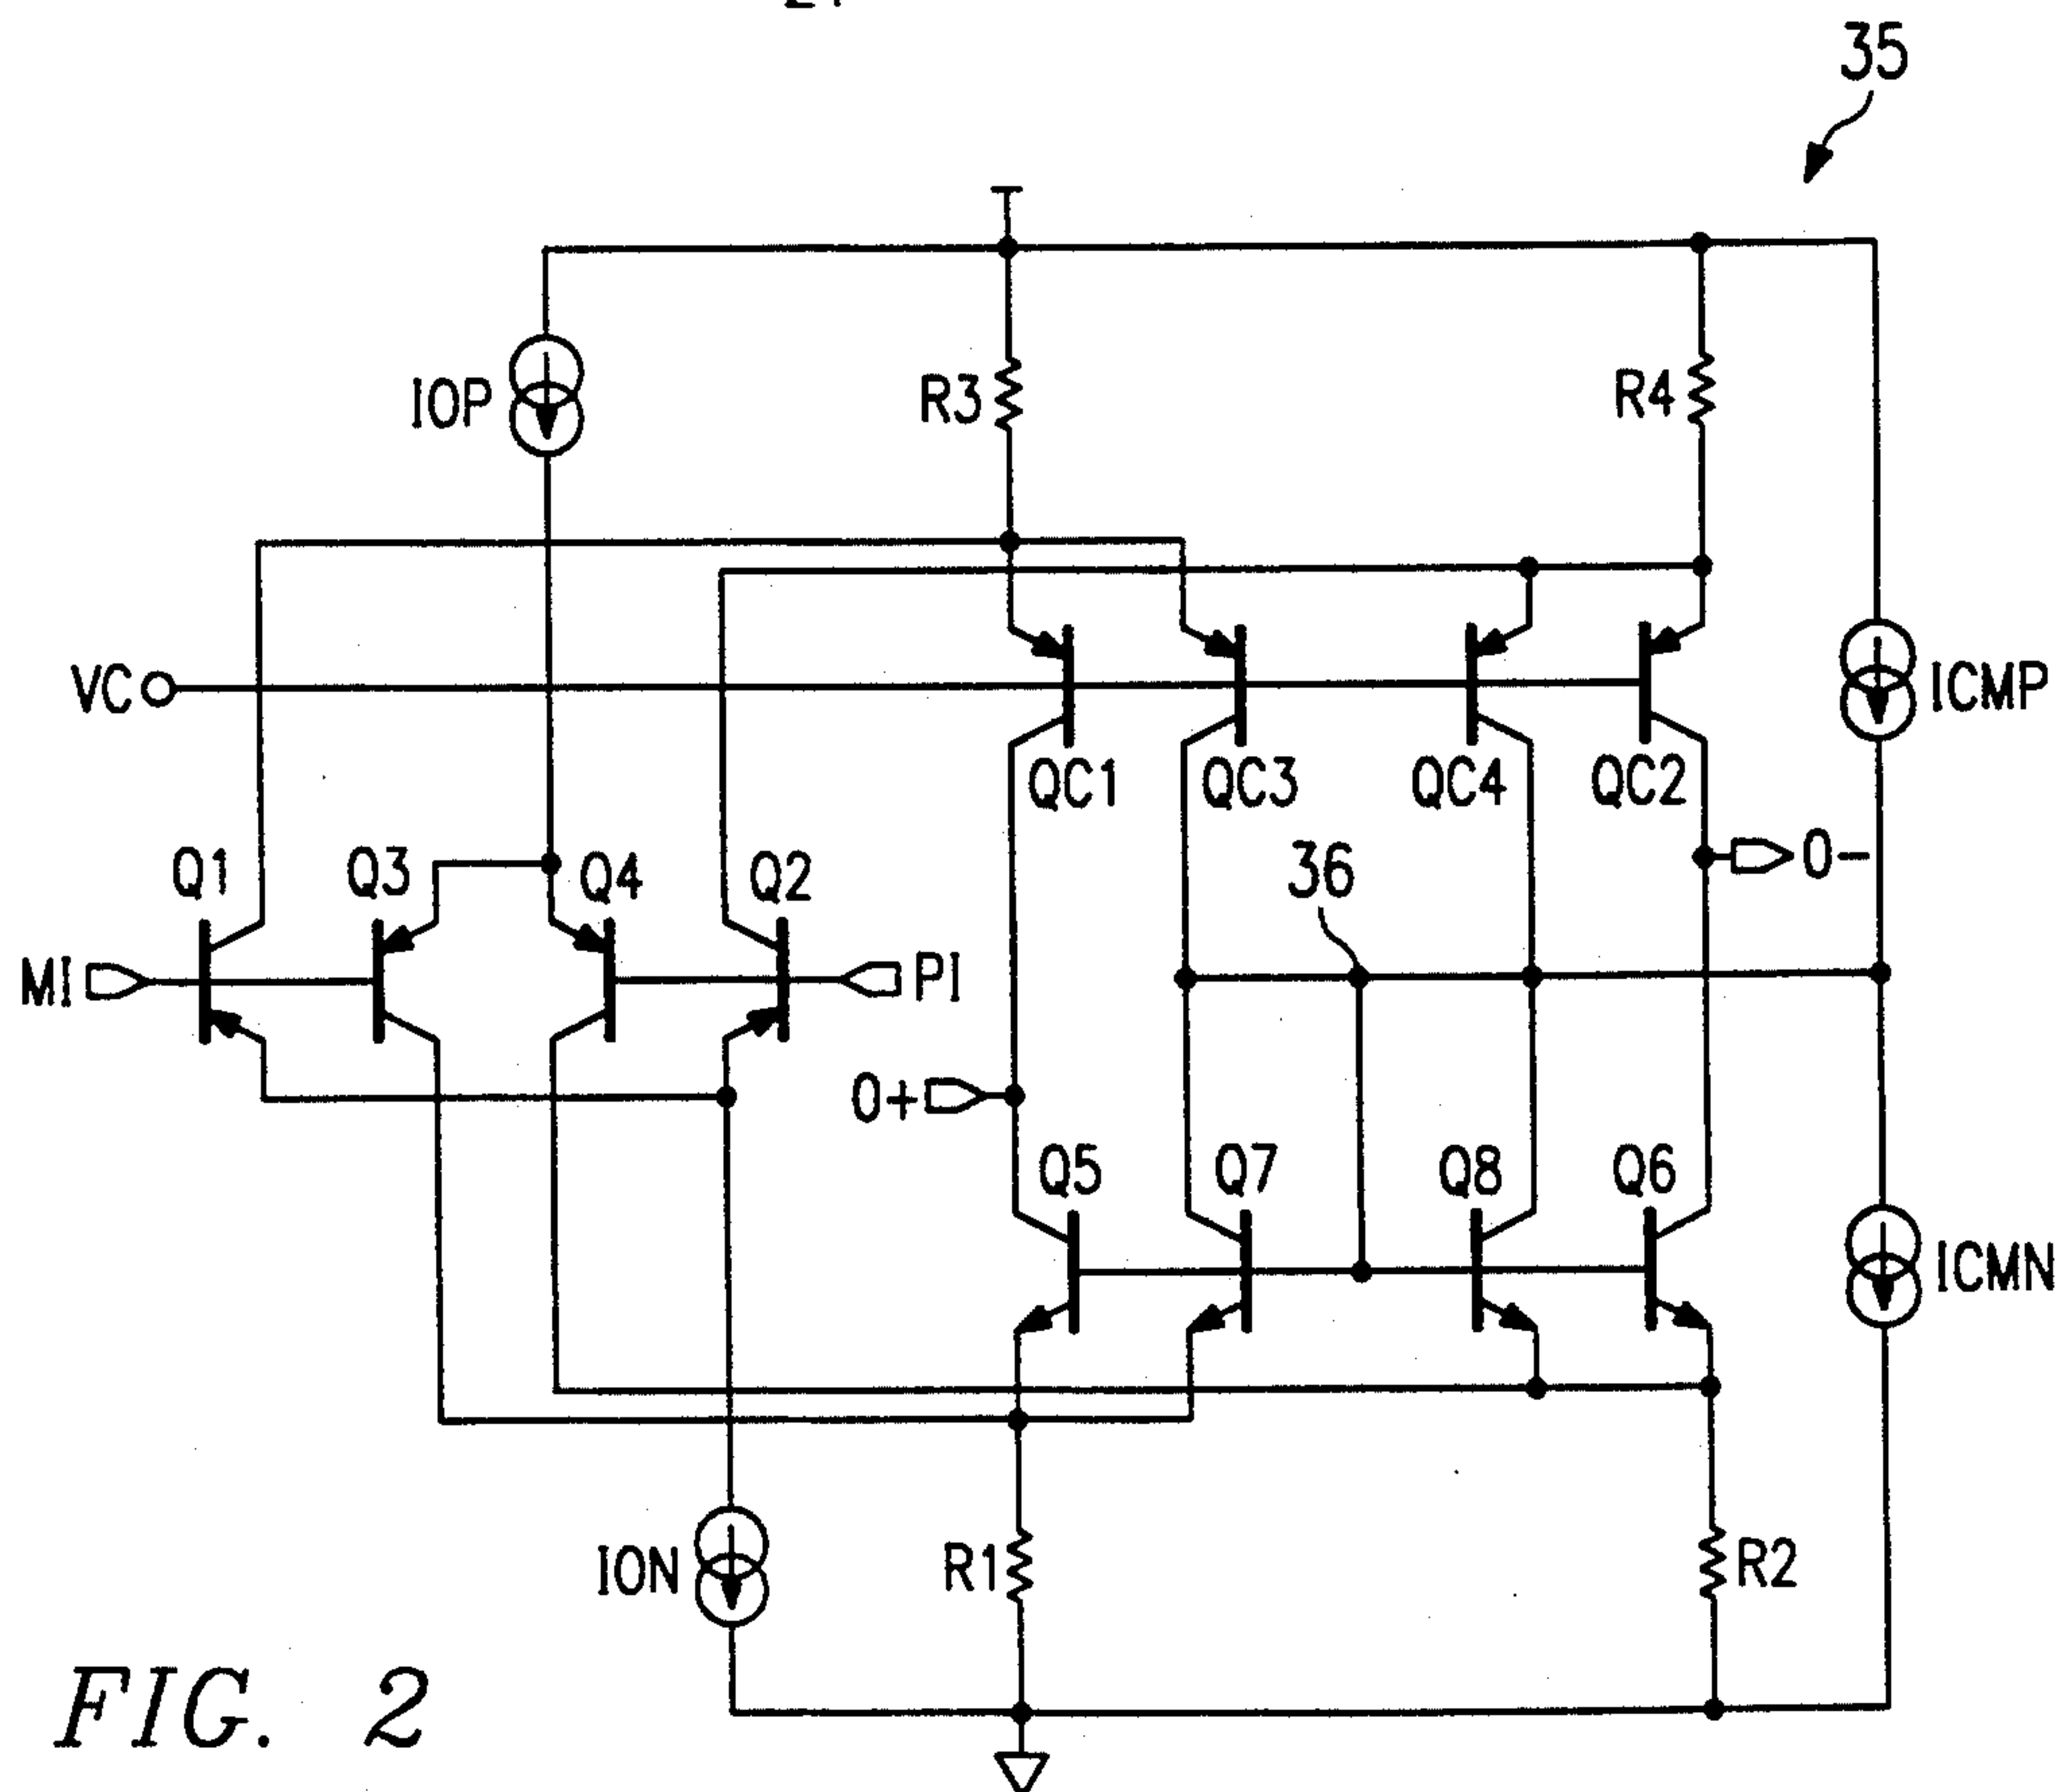 35
IOP
R3
R4
VC
ICMP
QC1
QC3
QC4
QC2
Q1
Q3
Q4
Q2
36
O-
MI
PI
O+
Q5
Q7
Q8
Q6
ICMN
ION
R1
R2
FIG. 2